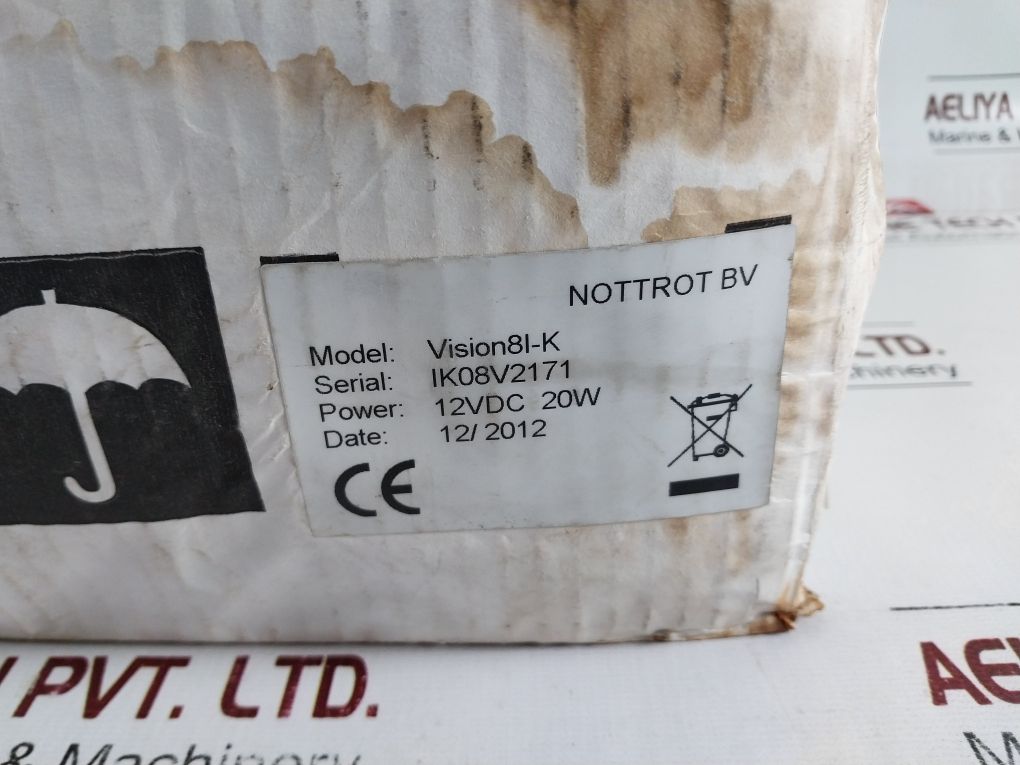 NOTTROT BV
Model: Vision8I-K
Serial: IK08V2171
Power: 12VDC 20W
Date: 12/ 2012
CE
AELIYA
Marine &
TECH
LTD.
PVT. LTD.
& Machinery